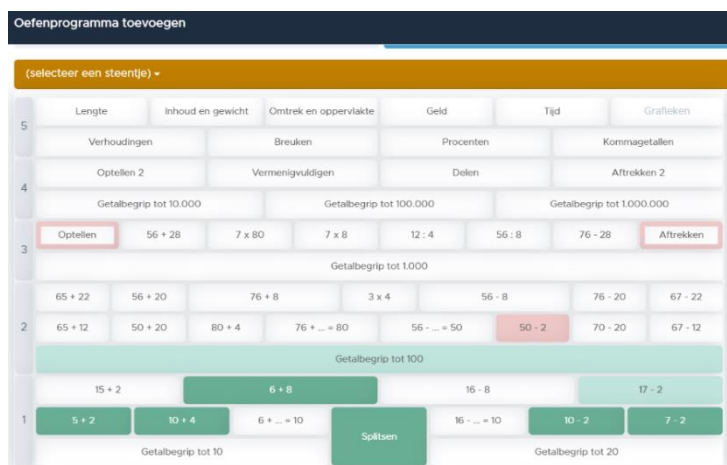 Oefenprogramma toevoegen
(selecteer een steentje)
5
Lengte Inhoud en gewicht Omtrek en oppervlakte Geld Tijd Grafieken
Verhoudingen Breuken Procenten Kommagetallen
4
Optellen 2 Vermenigvuldigen Delen Aftrekken 2
Getalbegrip tot 10.000 Getalbegrip tot 100.000 Getalbegrip tot 1.000.000
3
Optellen 56 + 28 7 x 80 7 x 8 12 : 4 56 : 8 76 - 28 Aftrekken
Getalbegrip tot 1.000
2
65 + 22 56 + 20 76 + 8 3 x 4 56 - 8 76 - 20 67 - 22
65 + 12 50 + 20 80 + 4 76 + ... = 80 56 - ... = 50 50 - 2 70 - 20 67 - 12
Getalbegrip tot 100
1
15 + 2 6 + 8 16 - 8 17 - 2
5 + 2 10 + 4 6 + ... = 10 Splitsen 16 - ... = 10 10 - 2 7 - 2
Getalbegrip tot 10 Getalbegrip tot 20